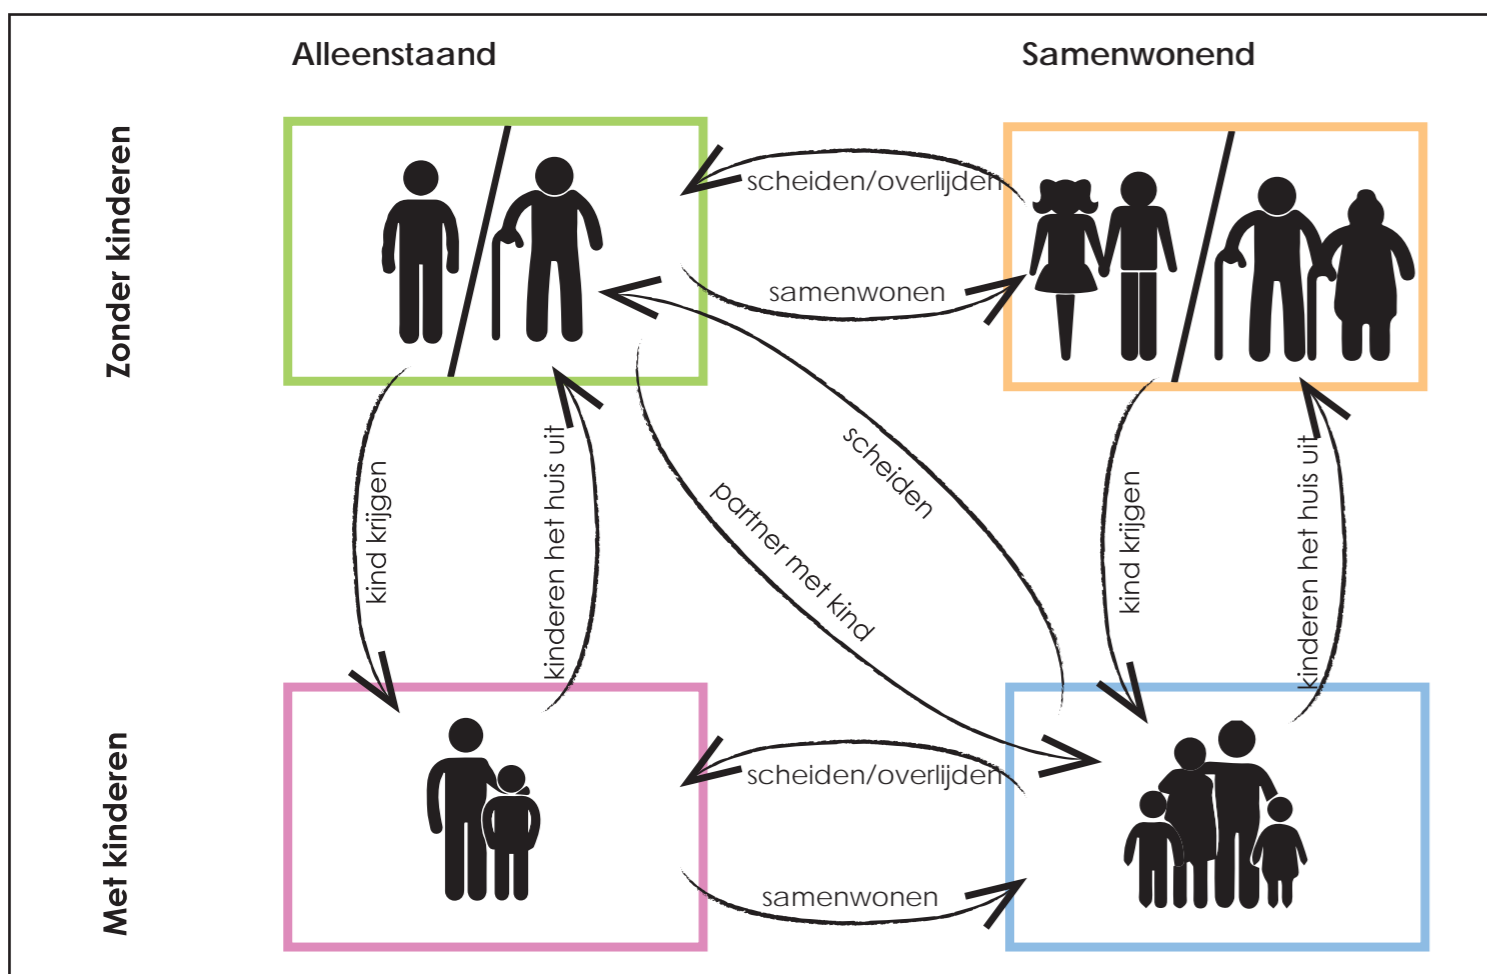 Alleenstaand
Samenwonend
Zonder kinderen
scheiden/overlijden
samenwonen
scheiden
partner met kind
kind krijgen
kinderen het huis uit
kind krijgen
kinderen het huis uit
Met kinderen
scheiden/overlijden
samenwonen